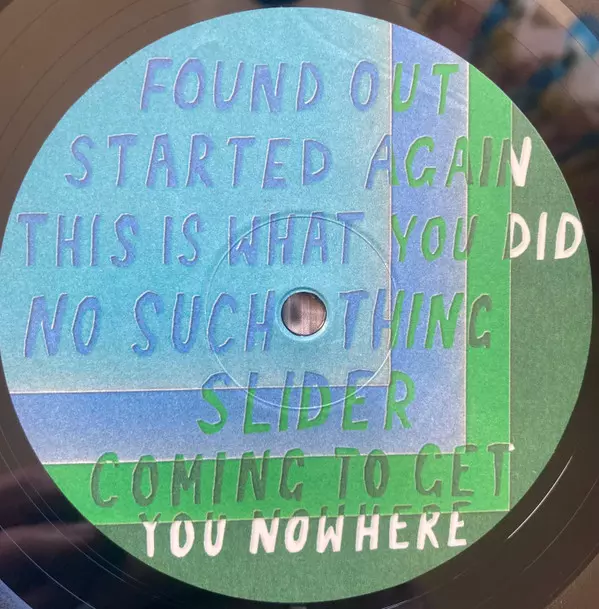 FOUND OUT
STARTED AGAIN
THIS IS WHAT YOU DID
NO SUCH THING
SLIDER
COMING TO GET
YOU NOWHERE